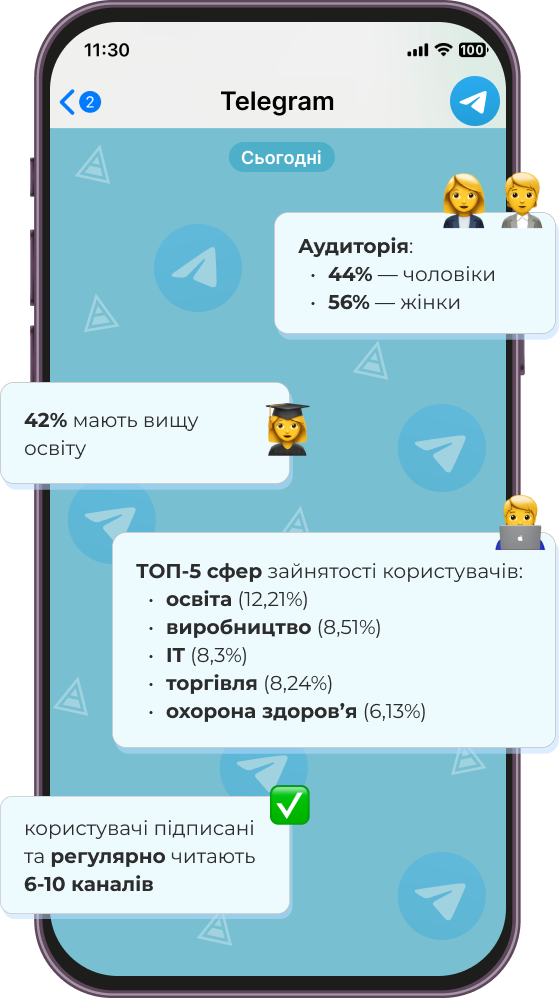 11:30
100
2
Telegram
Сьогодні
Аудиторія:
· 44% — чоловіки
· 56% — жінки
42% мають вищу
освіту
ТОП-5 сфер зайнятості користувачів:
· освіта (12,21%)
· виробництво (8,51%)
· ІТ (8,3%)
· торгівля (8,24%)
· охорона здоров’я (6,13%)
користувачі підписані
та регулярно читають
6-10 каналів